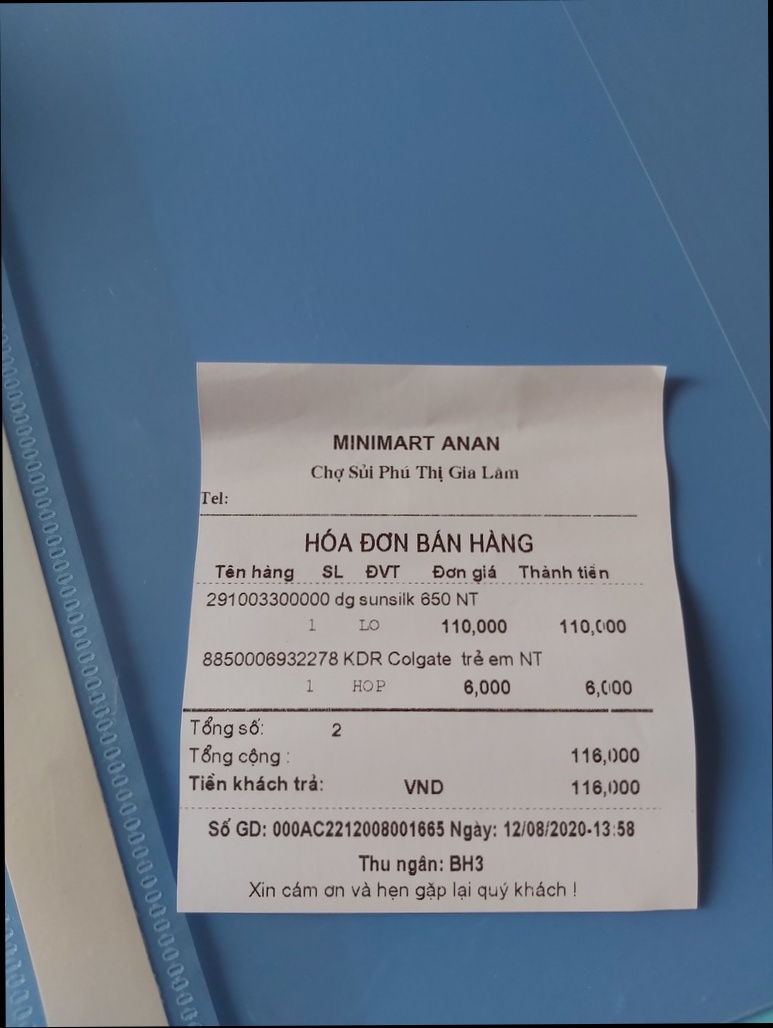 MINIMART ANAN
Chợ Sủi Phú Thị Gia Lâm
Tel:
HÓA ĐƠN BÁN HÀNG
Tên hàng SL ĐVT Đơn giá Thành tiền
291003300000 dg sunsilk 650 NT
1 LO 110,000 110,000
8850006932278 KDR Colgate trẻ em NT
1 HOP 6,000 6,000
Tổng số: 2
Tổng cộng : 116,000
Tiền khách trả: VND 116,000
Số GD: 000AC2212008001665 Ngày: 12/08/2020-13:58
Thu ngân: BH3
Xin cám ơn và hẹn gặp lại quý khách !